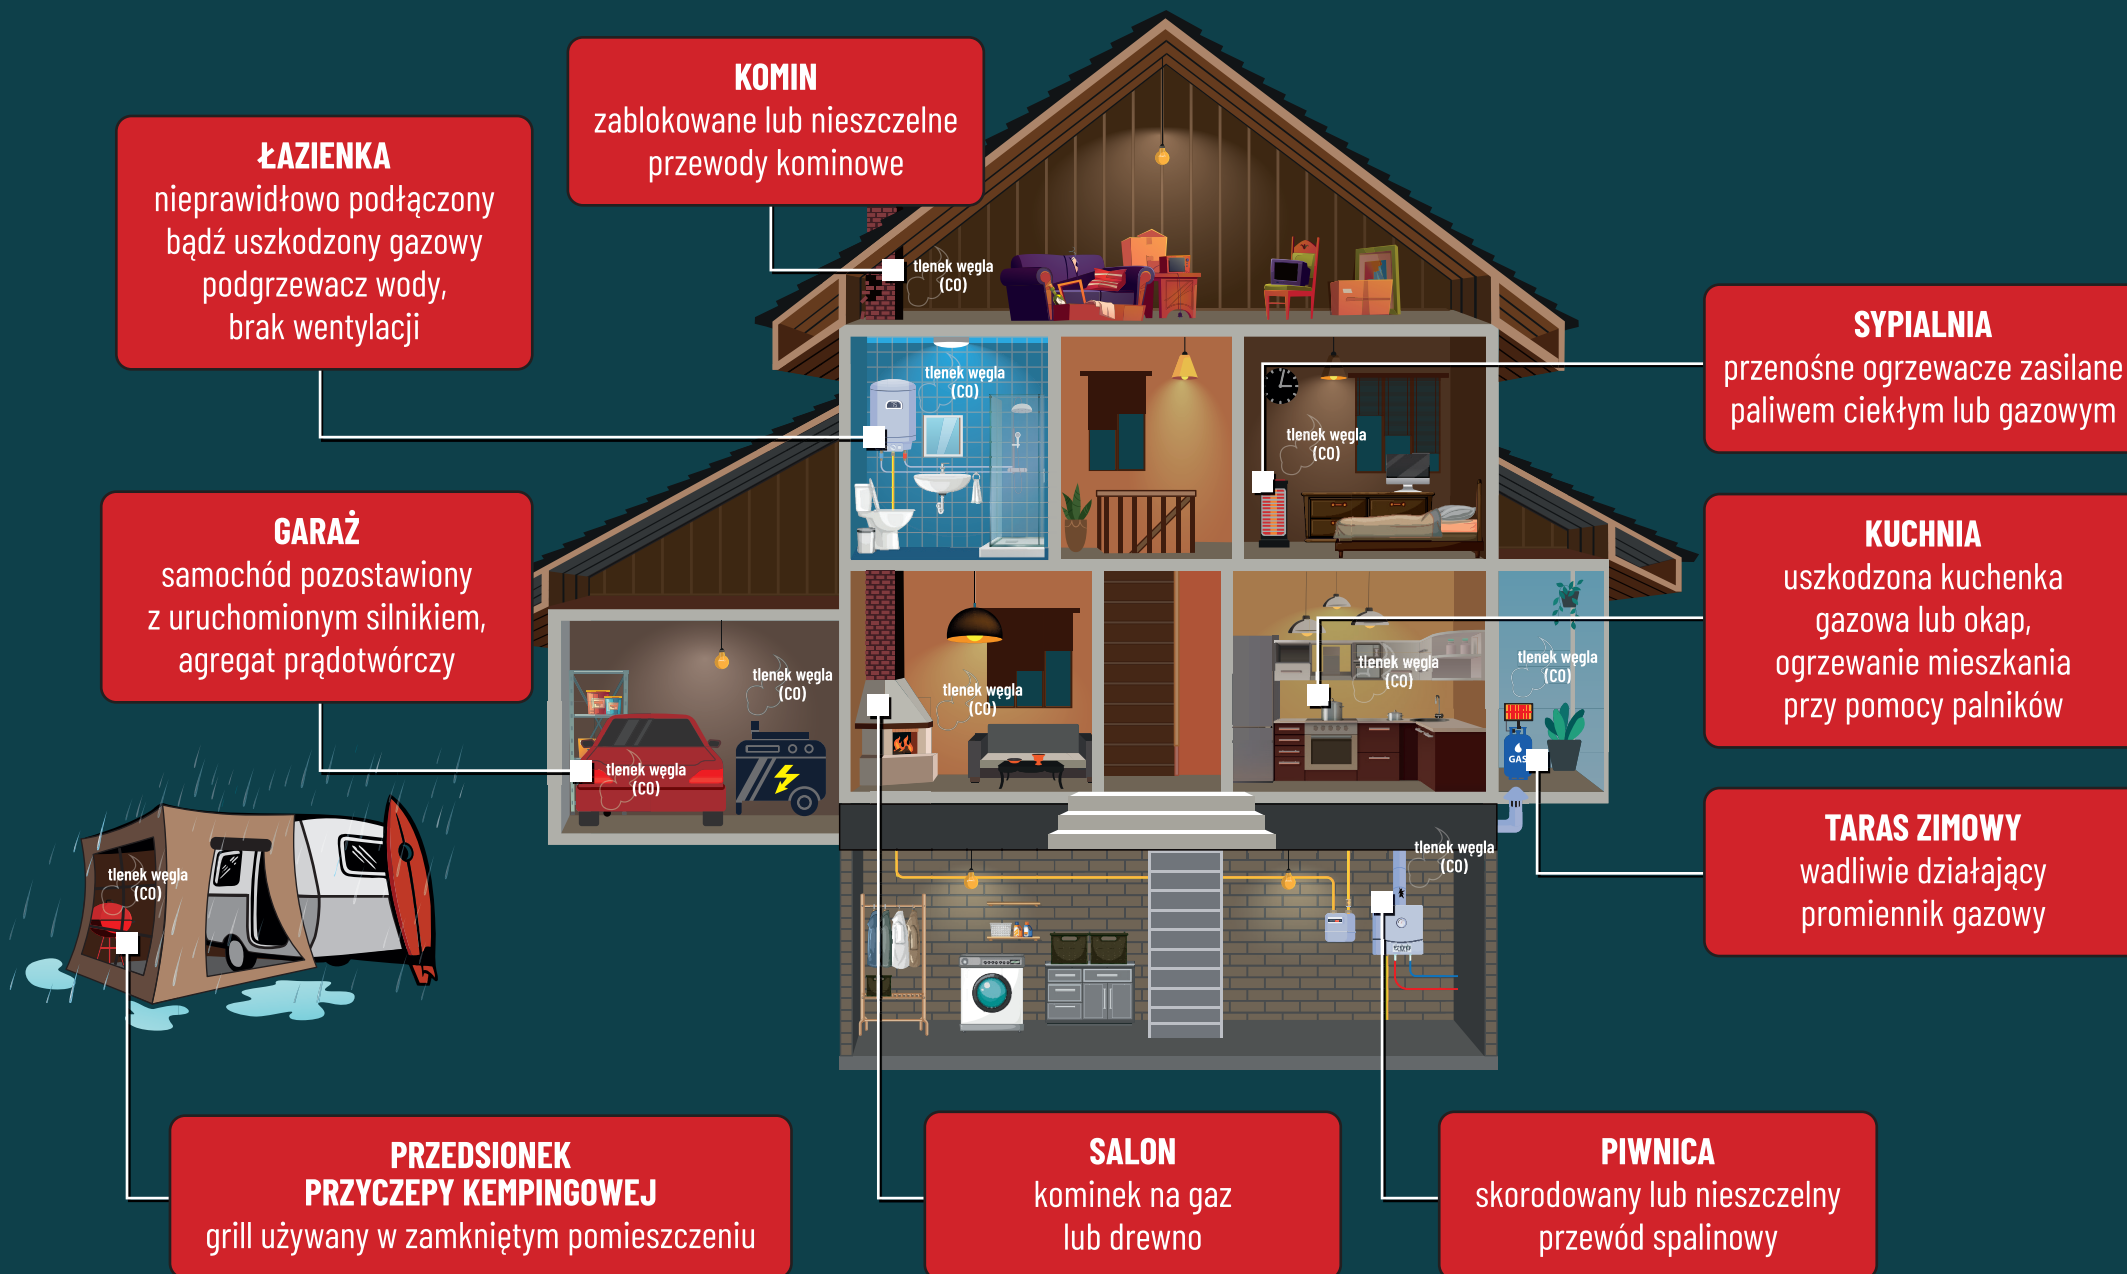 KOMIN
zablokowane lub nieszczelne
przewody kominowe
ŁAZIENKA
nieprawidłowo podłączony
bądź uszkodzony gazowy
podgrzewacz wody,
brak wentylacji
tlenek węgla
(CO)
SYPIALNIA
przenośne ogrzewacze zasilane
paliwem ciekłym lub gazowym
tlenek węgla
(CO)
tlenek węgla
(CO)
GARAŻ
samochód pozostawiony
z uruchomionym silnikiem,
agregat prądotwórczy
KUCHNIA
uszkodzona kuchenka
gazowa lub okap,
ogrzewanie mieszkania
przy pomocy palników
tlenek węgla
(CO)
tlenek węgla
(CO)
tlenek węgla
(CO)
tlenek węgla
(CO)
tlenek węgla
(CO)
GAS
TARAS ZIMOWY
wadliwie działający
promiennik gazowy
tlenek węgla
(CO)
tlenek węgla
(CO)
PRZEDSIONEK
PRZYCZEPY KEMPINGOWEJ
grill używany w zamkniętym pomieszczeniu
SALON
kominek na gaz
lub drewno
PIWNICA
skorodowany lub nieszczelny
przewód spalinowy